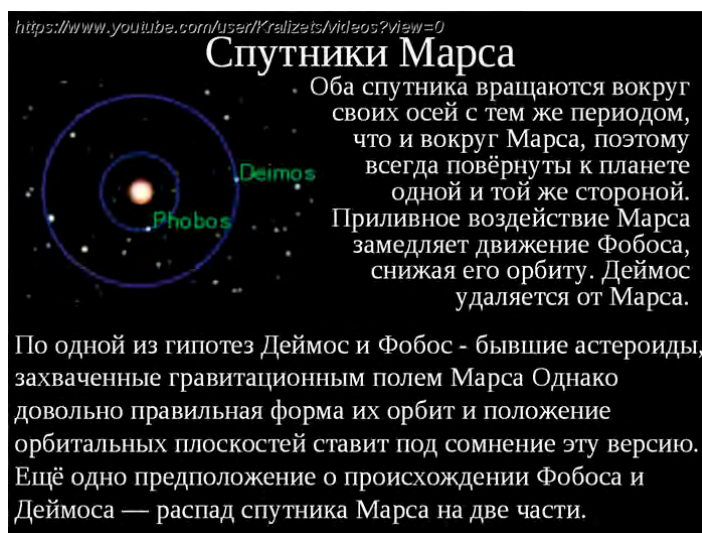 https://www.youtube.com/user/Kralizets/videos?view=0
Спутники Марса
Оба спутника вращаются вокруг
своих осей с тем же периодом,
что и вокруг Марса, поэтому
всегда повёрнуты к планете
одной и той же стороной.
Приливное воздействие Марса
замедляет движение Фобоса,
снижая его орбиту. Деймос
удаляется от Марса.
Deimos
Phobos
По одной из гипотез Деймос и Фобос - бывшие астероиды,
захваченные гравитационным полем Марса Однако
довольно правильная форма их орбит и положение
орбитальных плоскостей ставит под сомнение эту версию.
Ещё одно предположение о происхождении Фобоса и
Деймоса — распад спутника Марса на две части.